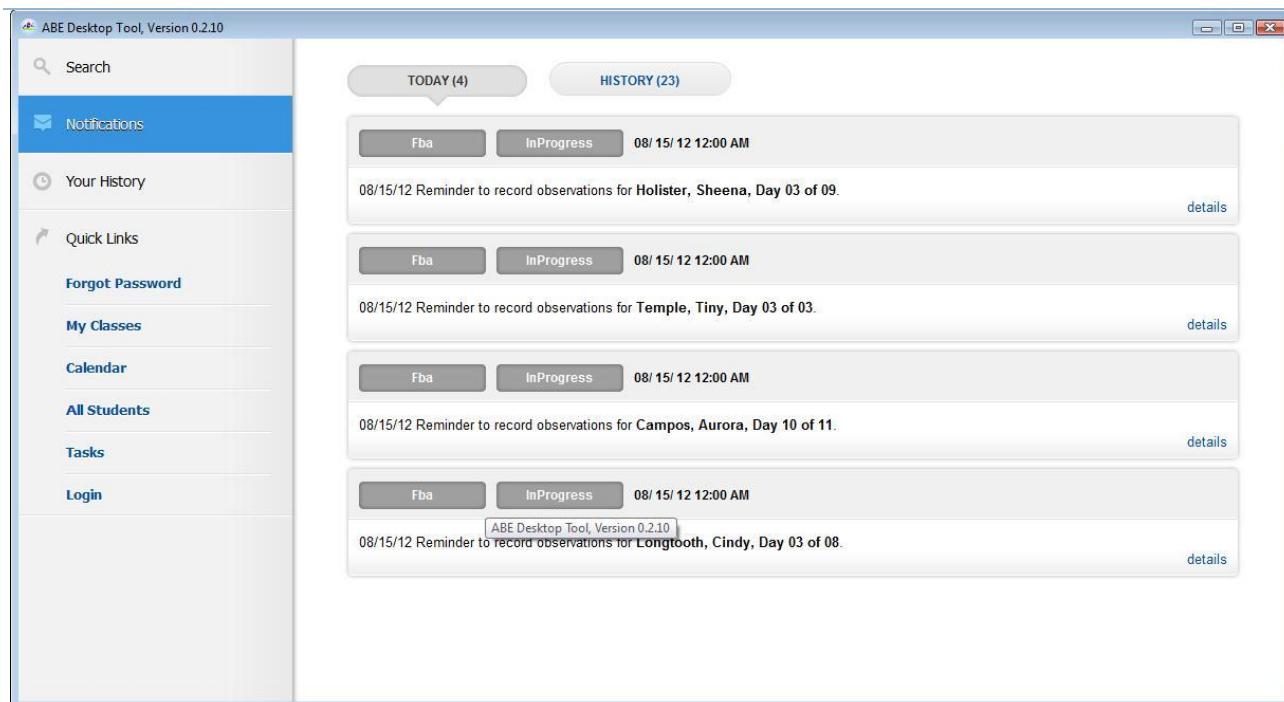 ABE Desktop Tool, Version 0.2.10
Search
Notifications
Your History
Quick Links
Forgot Password
My Classes
Calendar
All Students
Tasks
Login
TODAY (4) HISTORY (23)
Fba InProgress 08/ 15/ 12 12:00 AM
08/15/12 Reminder to record observations for Holister, Sheena, Day 03 of 09.
details
Fba InProgress 08/ 15/ 12 12:00 AM
08/15/12 Reminder to record observations for Temple, Tiny, Day 03 of 03.
details
Fba InProgress 08/ 15/ 12 12:00 AM
08/15/12 Reminder to record observations for Campos, Aurora, Day 10 of 11.
details
Fba InProgress 08/ 15/ 12 12:00 AM
ABE Desktop Tool, Version 0.2.10
08/15/12 Reminder to record observations for Longtooth, Cindy, Day 03 of 08.
details